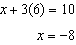 x + 3(6) = 10
x = −8